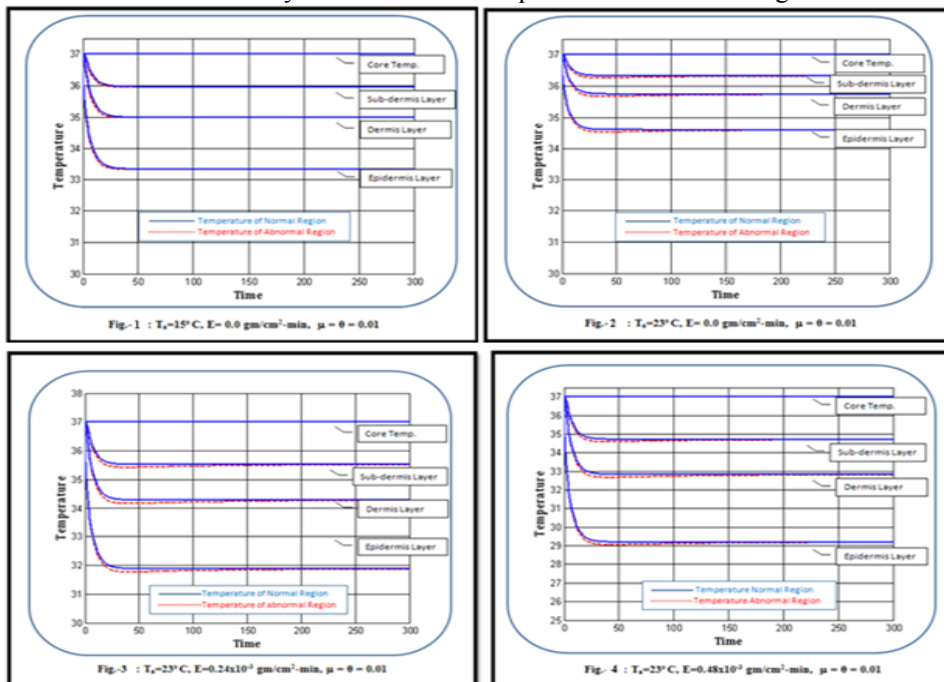 37
36
35
34
33
32
31
30
Temperature
Core Temp.
Sub-dermis Layer
Dermis Layer
Epidermis Layer
Temperature of Normal Region
Temperature of Abnormal Region
0 50 100 150 200 250 300
Time
Fig.- 1 : Tₐ=15° C, E= 0.0 gm/cm²-min, μ = θ = 0.01
37
36
35
34
33
32
31
30
Temperature
Core Temp.
Sub-dermis Layer
Dermis Layer
Epidermis Layer
Temperature of Normal Region
Temperature of Abnormal Region
0 50 100 150 200 250 300
Time
Fig.-2 : Tₐ=23° C, E= 0.0 gm/cm²-min, μ = θ = 0.01
38
37
36
35
34
33
32
31
30
Temperature
Core Temp.
Sub-dermis Layer
Dermis Layer
Epidermis Layer
Temperature of Normal Region
Temperature of abnormal Region
0 50 100 150 200 250 300
Time
Fig.-3 : Tₐ=23° C, E=0.24x10⁻³ gm/cm²-min, μ = θ = 0.01
37
36
35
34
33
32
31
30
29
28
27
26
25
Temperature
Core Temp.
Sub-dermis Layer
Dermis Layer
Epidermis Layer
Temperature Normal Region
Temperature Abnormal Region
0 50 100 150 200 250 300
Time
Fig.- 4 : Tₐ=23° C, E=0.48x10⁻³ gm/cm²-min, μ = θ = 0.01